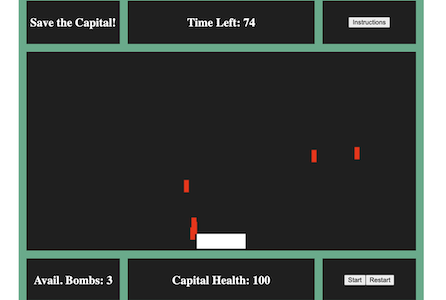 Save the Capital!
Time Left: 74
Instructions
Avail. Bombs: 3
Capital Health: 100
Start
Restart